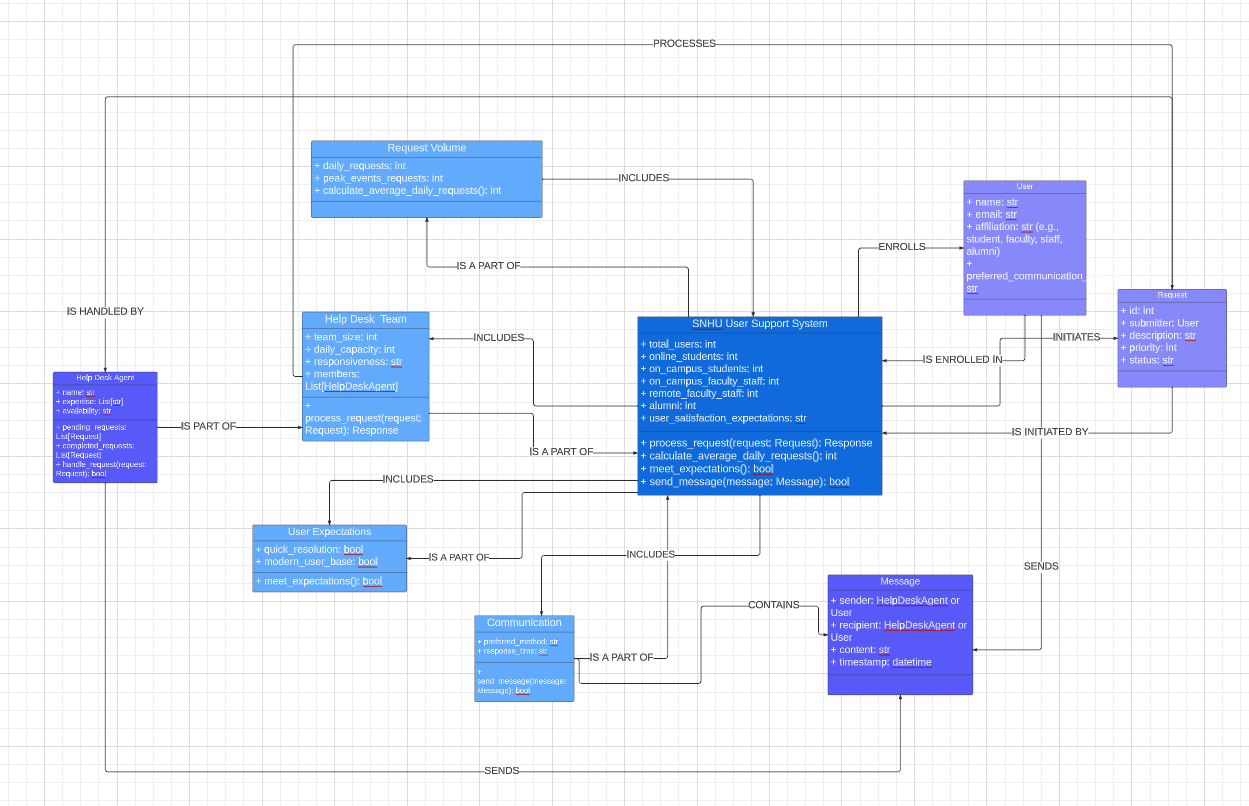 PROCESSES
Request Volume
+ daily_requests: int
+ peak_events_requests: int
+ calculate_average_daily_requests(): int
INCLUDES
User
+ name: str
+ email: str
+ affiliation: str (e.g.,
student, faculty, staff,
alumni)
+
preferred_communication_
str
ENROLLS
IS A PART OF
Request
+ id: int
+ submitter: User
+ description: str
+ priority: int
+ status: str
IS HANDLED BY
Help Desk Team
+ team_size: int
+ daily_capacity: int
+ responsiveness: str
+ members:
List[HelpDeskAgent]
+
process_request(request:
Request): Response
INCLUDES
SNHU User Support System
+ total_users: int
+ online_students: int
+ on_campus_students: int
+ on_campus_faculty_staff: int
+ remote_faculty_staff: int
+ alumni: int
+ user_satisfaction_expectations: str
+ process_request(request: Request): Response
+ calculate_average_daily_requests(): int
+ meet_expectations(): bool
+ send_message(message: Message): bool
INITIATES
IS ENROLLED IN
Help Desk Agent
+ name: str
+ expertise: List[str]
+ availability: str
+ pending_requests:
List[Request]
+ completed_requests:
List[Request]
+ handle_request(request:
Request): bool
IS PART OF
IS INITIATED BY
IS A PART OF
INCLUDES
User Expectations
+ quick_resolution: bool
+ modern_user_base: bool
+ meet_expectations(): bool
IS A PART OF
INCLUDES
SENDS
Message
+ sender: HelpDeskAgent or
User
+ recipient: HelpDeskAgent or
User
+ content: str
+ timestamp: datetime
CONTAINS
Communication
+ preferred_method: str
+ response_time: str
+
send_message(message:
Message): bool
IS A PART OF
SENDS